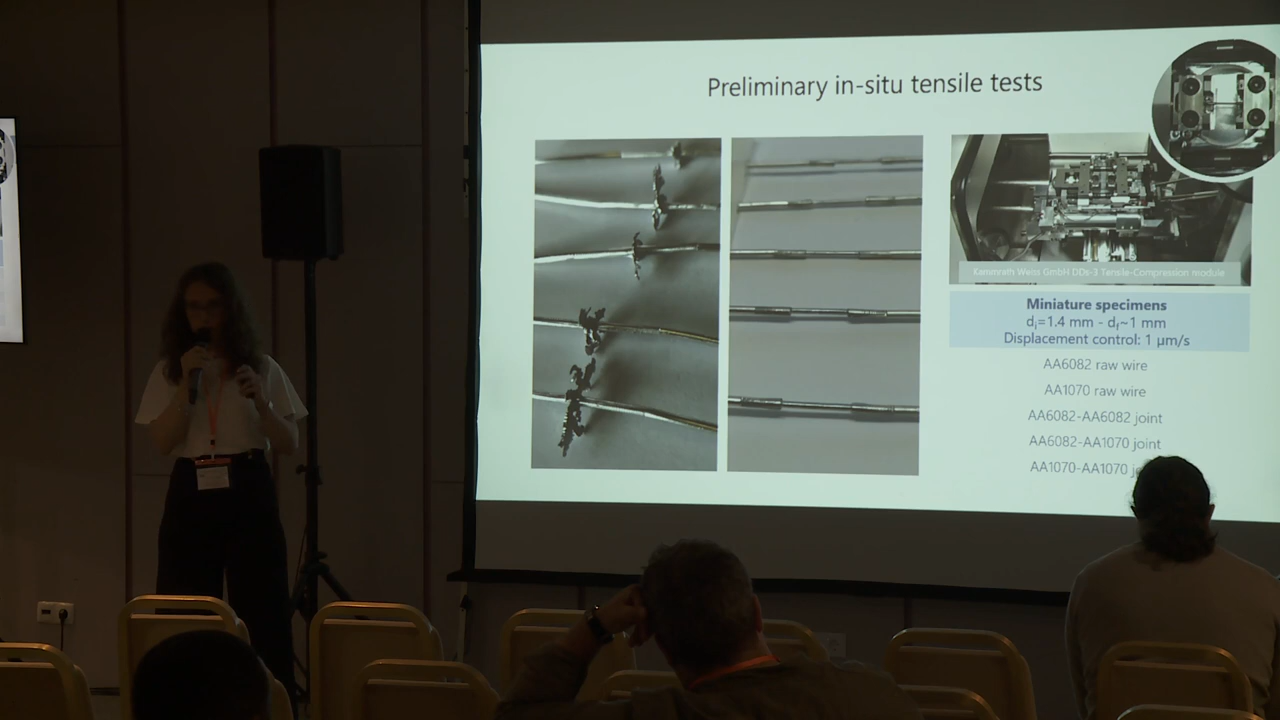 Preliminary in-situ tensile tests
Kammrath Weiss GmbH DDs-3 Tensile-Compression module
Miniature specimens
dᵢ=1.4 mm - df~1 mm
Displacement control: 1 µm/s
AA6082 raw wire
AA1070 raw wire
AA6082-AA6082 joint
AA6082-AA1070 joint
AA1070-AA1070